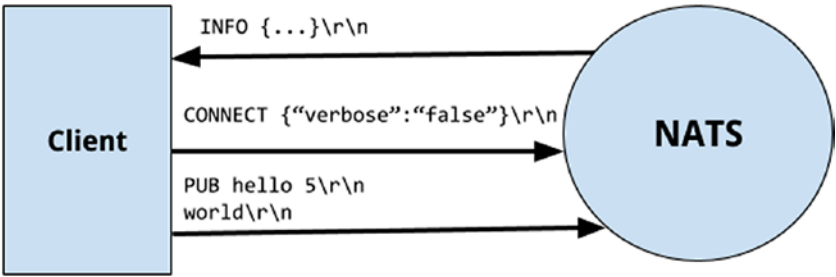 INFO {...}\r\n
CONNECT {“verbose”:“false”}\r\n
Client
NATS
PUB hello 5\r\n
world\r\n